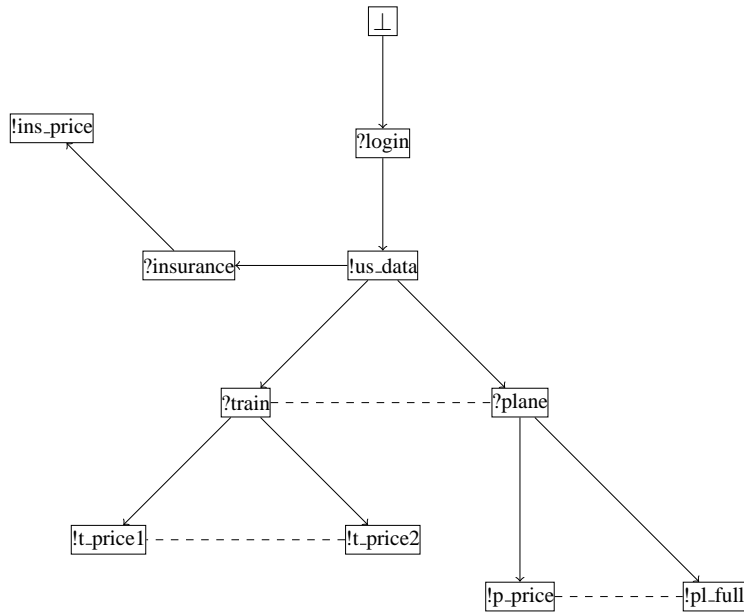 ⊥
!ins_price
?login
?insurance
!us_data
?train
?plane
!t_price1
!t_price2
!p_price
!pl_full